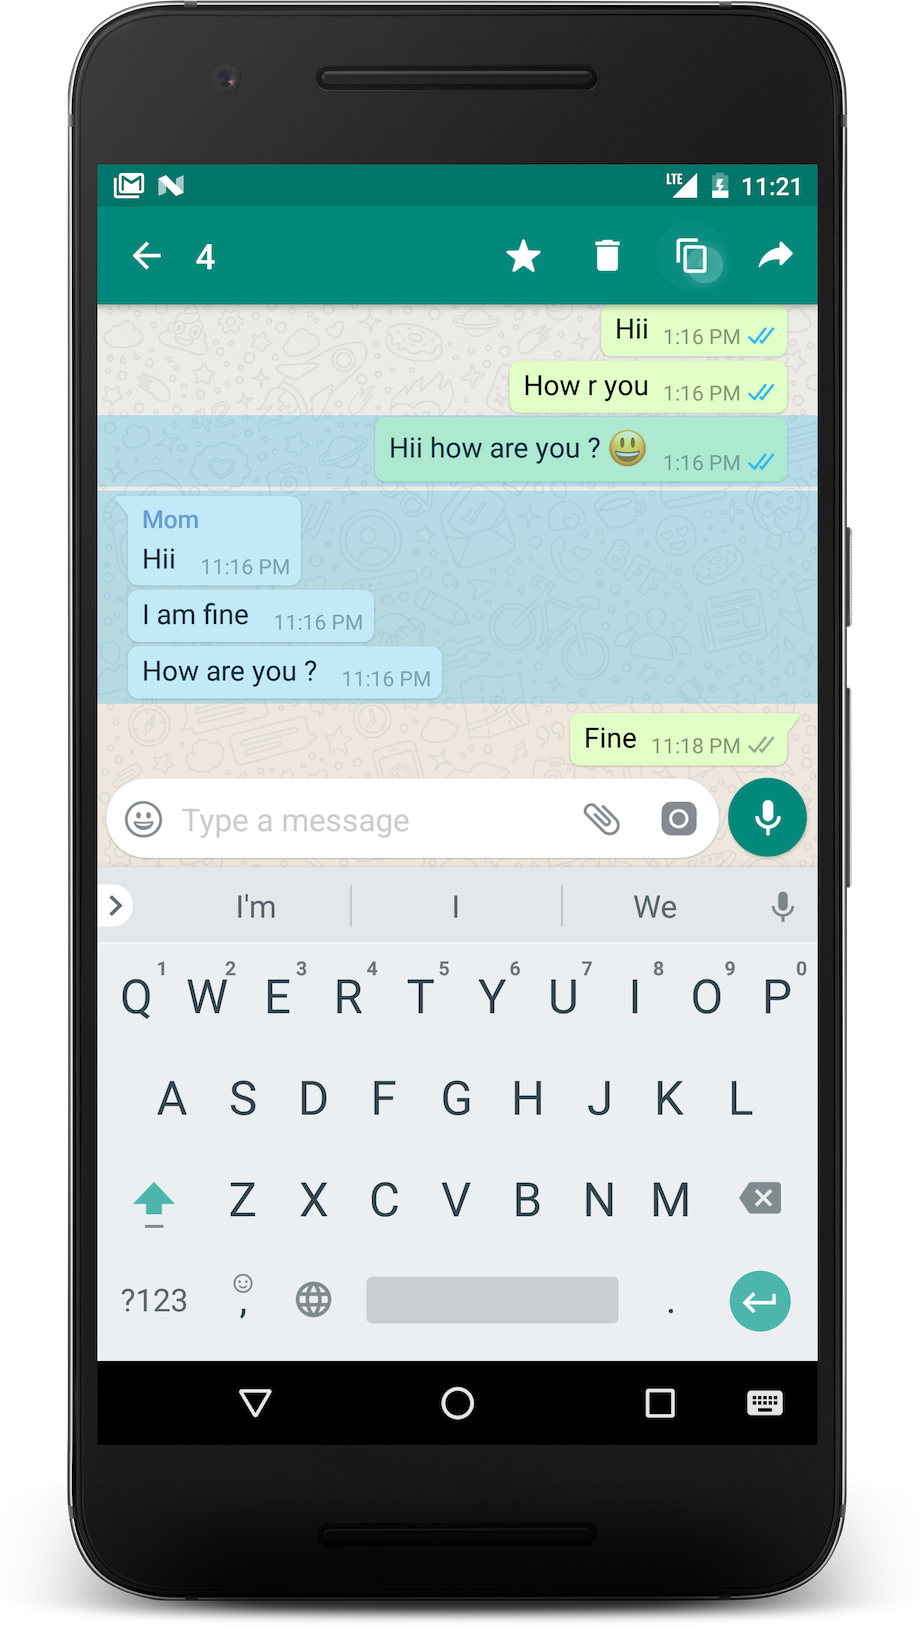 LTE 11:21
4
Hii 1:16 PM
How r you 1:16 PM
Hii how are you ? 😃 1:16 PM
Mom
Hii 11:16 PM
I am fine 11:16 PM
How are you ? 11:16 PM
Fine 11:18 PM
Type a message
I'm I We
1 2 3 4 5 6 7 8 9 0
Q W E R T Y U I O P
A S D F G H J K L
Z X C V B N M
?123 , .